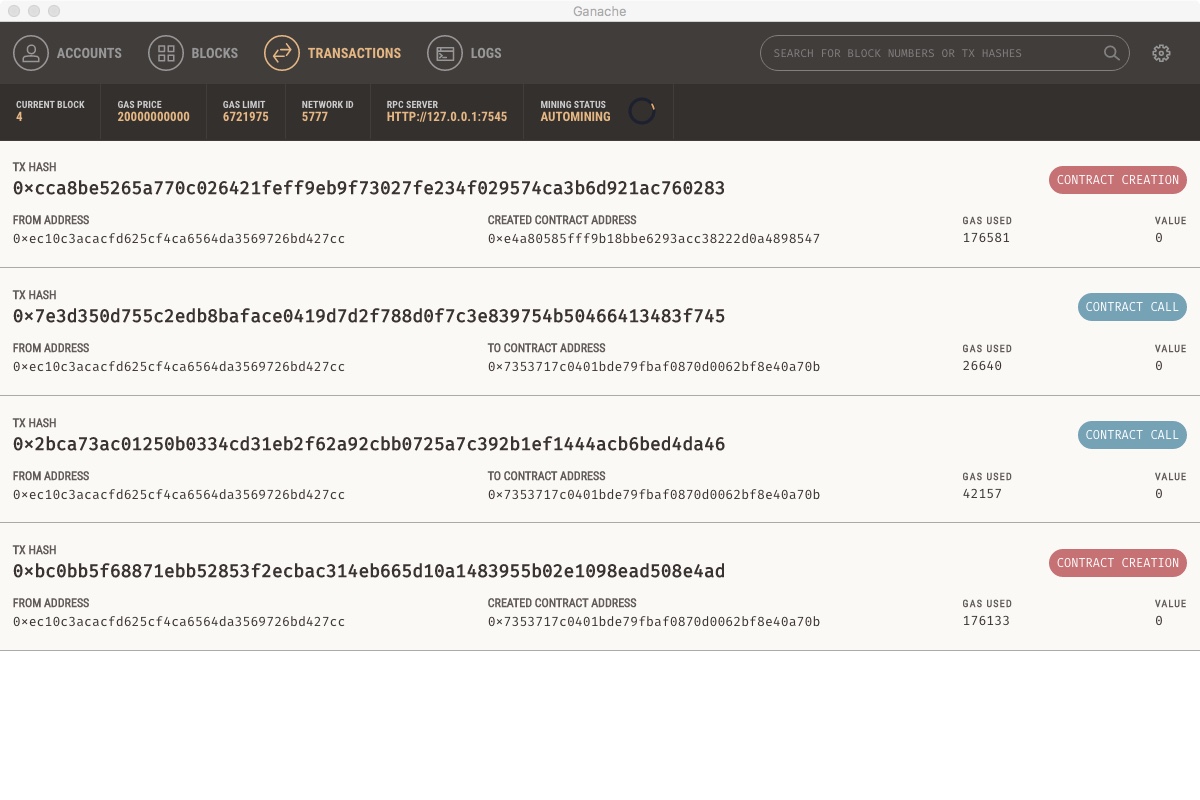 Ganache
ACCOUNTS BLOCKS TRANSACTIONS LOGS SEARCH FOR BLOCK NUMBERS OR TX HASHES
CURRENT BLOCK GAS PRICE GAS LIMIT NETWORK ID RPC SERVER MINING STATUS
4 20000000000 6721975 5777 HTTP://127.0.0.1:7545 AUTOMINING
TX HASH
0×cca8be5265a770c026421feff9eb9f73027fe234f029574ca3b6d921ac760283 CONTRACT CREATION
FROM ADDRESS CREATED CONTRACT ADDRESS GAS USED VALUE
0×ec10c3acacfd625cf4ca6564da3569726bd427cc 0×e4a80585fff9b18bbe6293acc38222d0a4898547 176581 0
TX HASH
0×7e3d350d755c2edb8baface0419d7d2f788d0f7c3e839754b50466413483f745 CONTRACT CALL
FROM ADDRESS TO CONTRACT ADDRESS GAS USED VALUE
0×ec10c3acacfd625cf4ca6564da3569726bd427cc 0×7353717c0401bde79fbaf0870d0062bf8e40a70b 26640 0
TX HASH
0×2bca73ac01250b0334cd31eb2f62a92cbb0725a7c392b1ef1444acb6bed4da46 CONTRACT CALL
FROM ADDRESS TO CONTRACT ADDRESS GAS USED VALUE
0×ec10c3acacfd625cf4ca6564da3569726bd427cc 0×7353717c0401bde79fbaf0870d0062bf8e40a70b 42157 0
TX HASH
0×bc0bb5f68871ebb52853f2ecbac314eb665d10a1483955b02e1098ead508e4ad CONTRACT CREATION
FROM ADDRESS CREATED CONTRACT ADDRESS GAS USED VALUE
0×ec10c3acacfd625cf4ca6564da3569726bd427cc 0×7353717c0401bde79fbaf0870d0062bf8e40a70b 176133 0